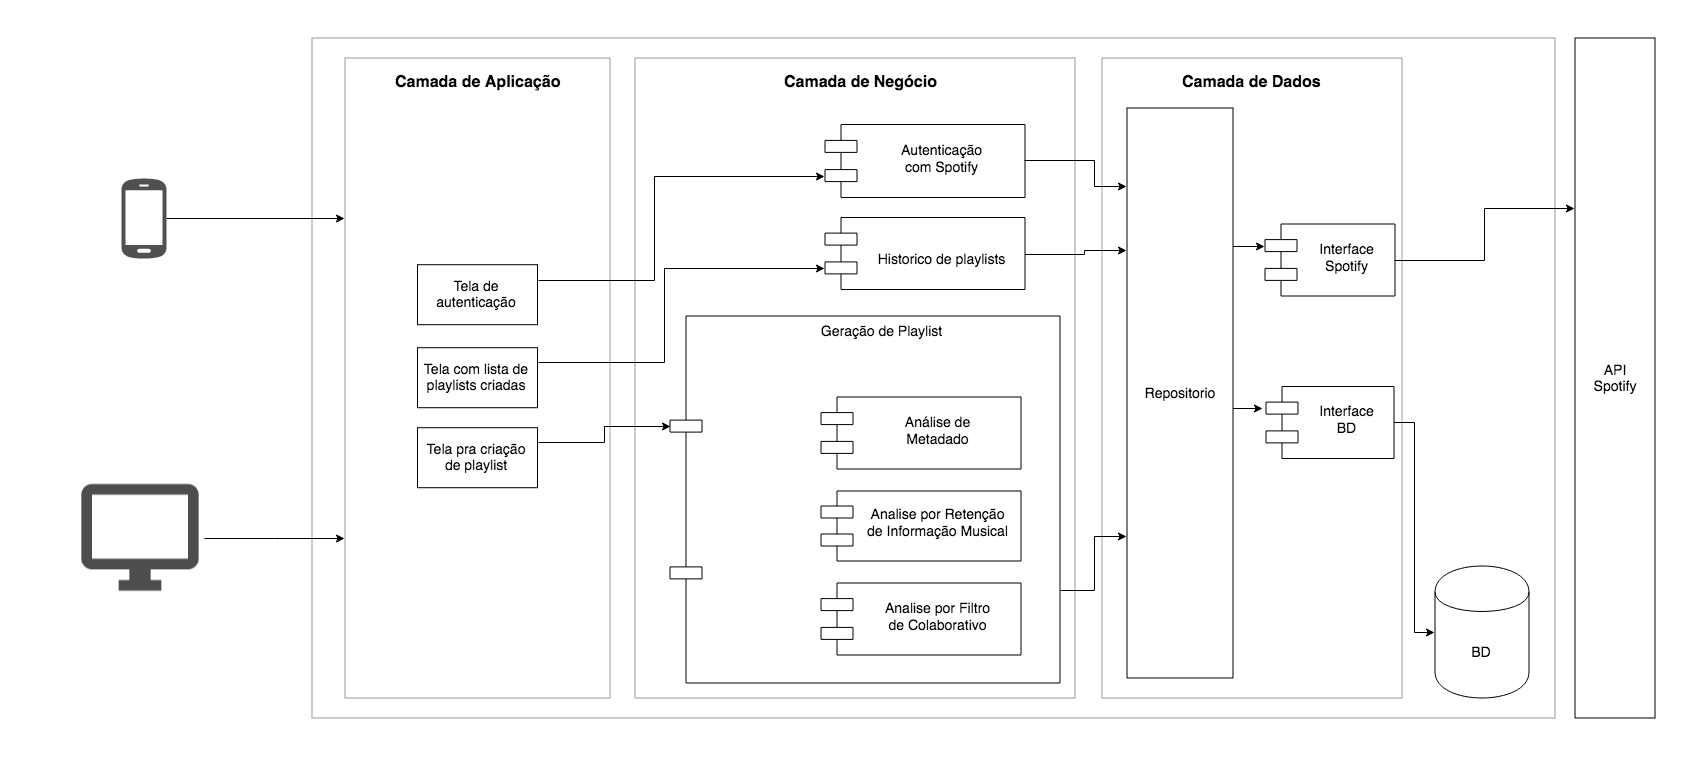 Camada de Aplicação
Tela de
autenticação
Tela com lista de
playlists criadas
Tela pra criação
de playlist
Camada de Negócio
Autenticação
com Spotify
Historico de playlists
Geração de Playlist
Análise de
Metadado
Analise por Retenção
de Informação Musical
Analise por Filtro
de Colaborativo
Camada de Dados
Repositorio
Interface
Spotify
Interface
BD
BD
API
Spotify